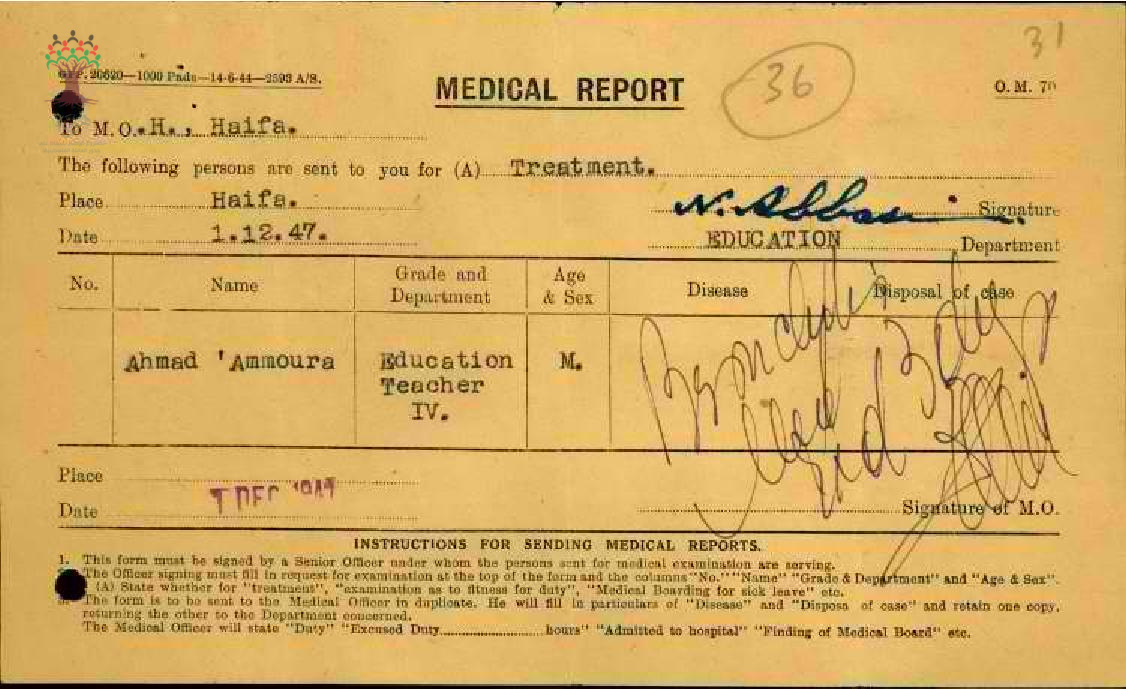 31
36
GPP. 20620—1000 Pads—14-6-44—2593 A/S.
MEDICAL REPORT
O. M. 70
To M. O. H., Haifa.
The following persons are sent to you for (A) Treatment.
Place Haifa. N. Abbasi Signature
Date 1.12.47. EDUCATION Department
No. Name Grade and Department Age & Sex Disease Disposal of case
Ahmad 'Ammoura Education M.
Teacher
IV.
Place
Date DEC 1947 Signature of M.O.
INSTRUCTIONS FOR SENDING MEDICAL REPORTS.
1. This form must be signed by a Senior Officer under whom the persons sent for medical examination are serving.
The Officer signing must fill in request for examination at the top of the form and the columns "No." "Name" "Grade & Department" and "Age & Sex".
(A) State whether for "treatment", "examination as to fitness for duty", "Medical Boarding for sick leave" etc.
The form is to be sent to the Medical Officer in duplicate. He will fill in particulars of "Disease" and "Disposa of case" and retain one copy,
returning the other to the Department concerned.
The Medical Officer will state "Duty" "Excused Duty hours" "Admitted to hospital" "Finding of Medical Board" etc.